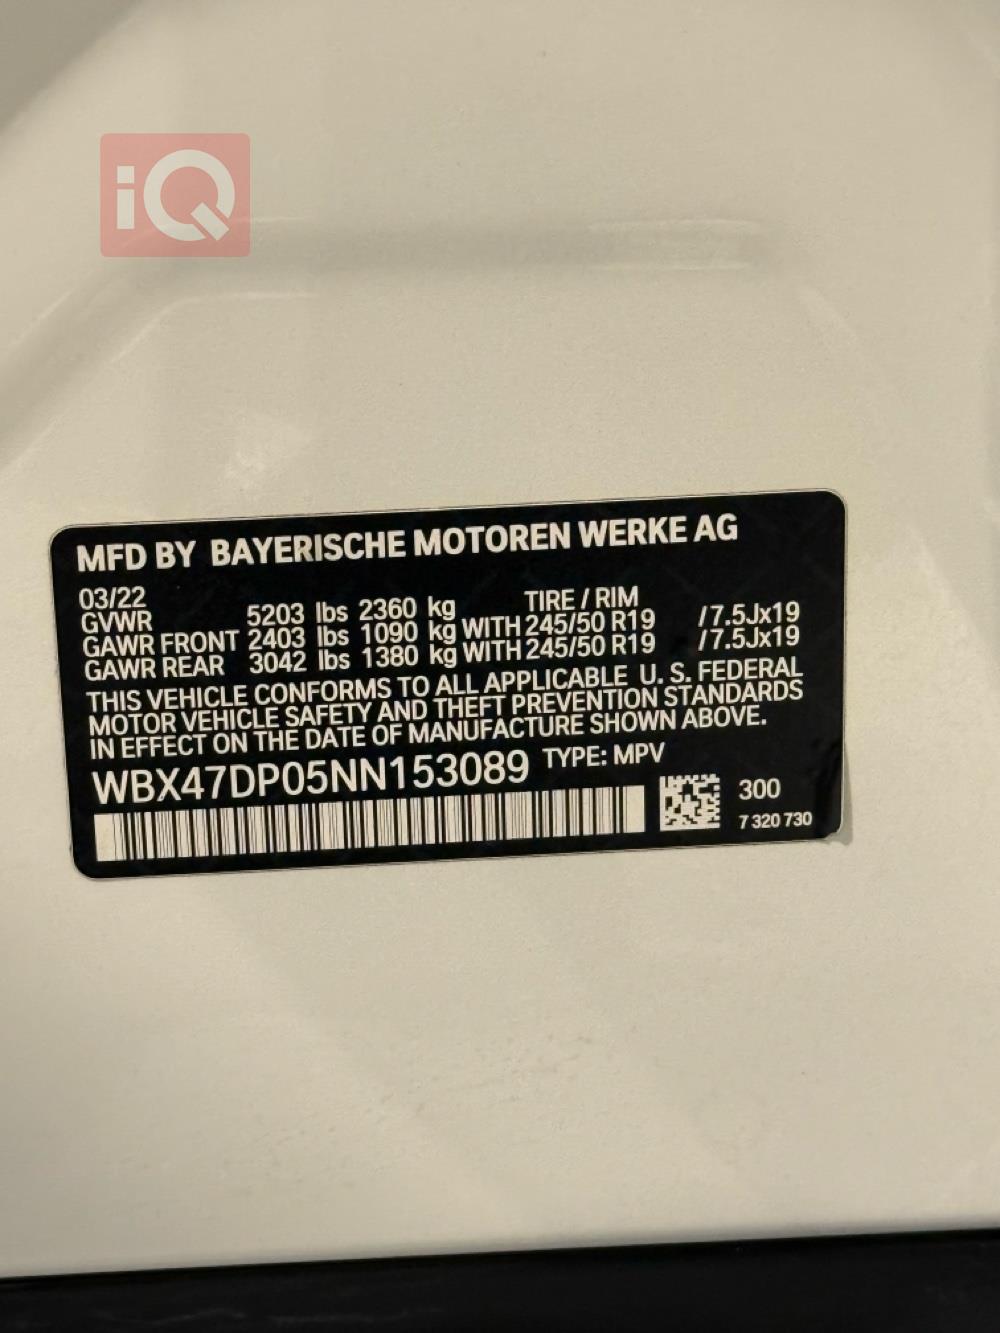 iQ
MFD BY BAYERISCHE MOTOREN WERKE AG
03/22 TIRE / RIM
GVWR 5203 lbs 2360 kg
GAWR FRONT 2403 lbs 1090 kg WITH 245/50 R19 /7.5Jx19
GAWR REAR 3042 lbs 1380 kg WITH 245/50 R19 /7.5Jx19
THIS VEHICLE CONFORMS TO ALL APPLICABLE U. S. FEDERAL
MOTOR VEHICLE SAFETY AND THEFT PREVENTION STANDARDS
IN EFFECT ON THE DATE OF MANUFACTURE SHOWN ABOVE.
WBX47DP05NN153089 TYPE: MPV
300
7 320 730